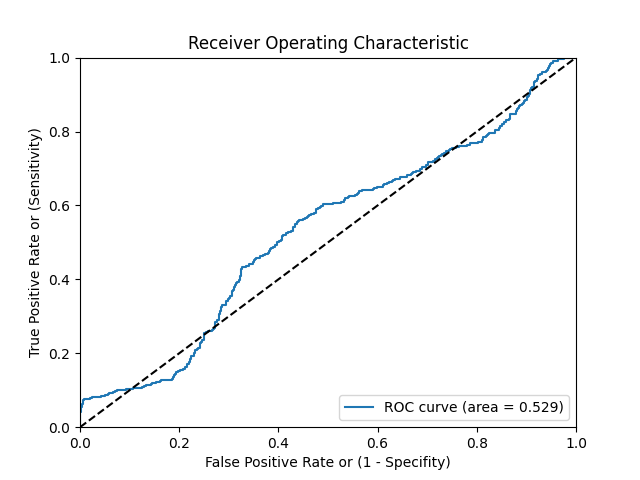 Receiver Operating Characteristic
True Positive Rate or (Sensitivity)
1.0
0.8
0.6
0.4
0.2
0.0
ROC curve (area = 0.529)
0.0 0.2 0.4 0.6 0.8 1.0
False Positive Rate or (1 - Specifity)